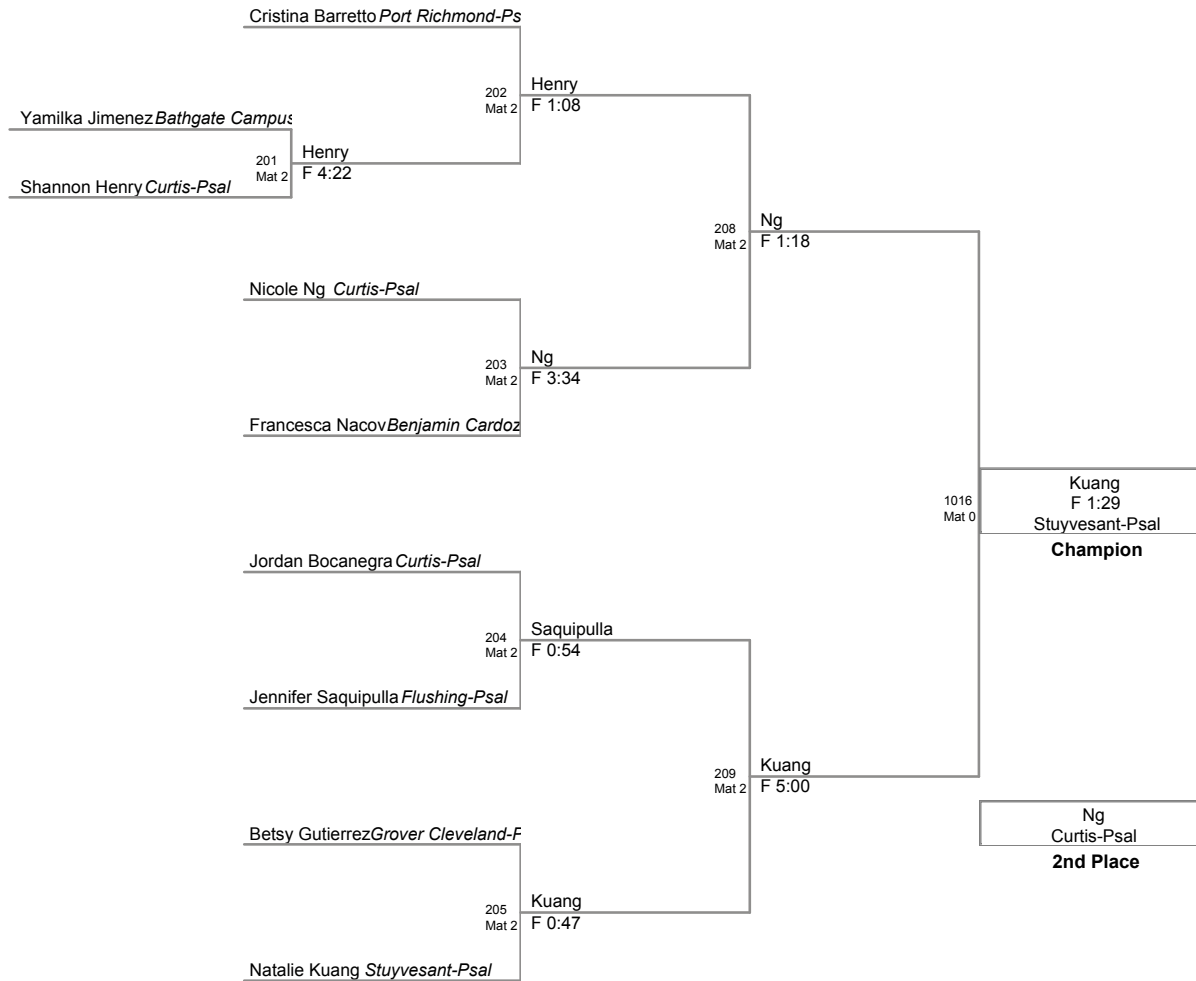 Cristina Barretto Port Richmond-Ps
202
Mat 2
Henry
F 1:08
Yamilka Jimenez Bathgate Campus
201
Mat 2
Henry
F 4:22
Shannon Henry Curtis-Psal
208
Mat 2
Ng
F 1:18
Nicole Ng Curtis-Psal
203
Mat 2
Ng
F 3:34
Francesca Nacov Benjamin Cardoz
1016
Mat 0
Kuang
F 1:29
Stuyvesant-Psal
Champion
Jordan Bocanegra Curtis-Psal
204
Mat 2
Saquipulla
F 0:54
Jennifer Saquipulla Flushing-Psal
209
Mat 2
Kuang
F 5:00
Ng
Curtis-Psal
2nd Place
Betsy Gutierrez Grover Cleveland-P
205
Mat 2
Kuang
F 0:47
Natalie Kuang Stuyvesant-Psal